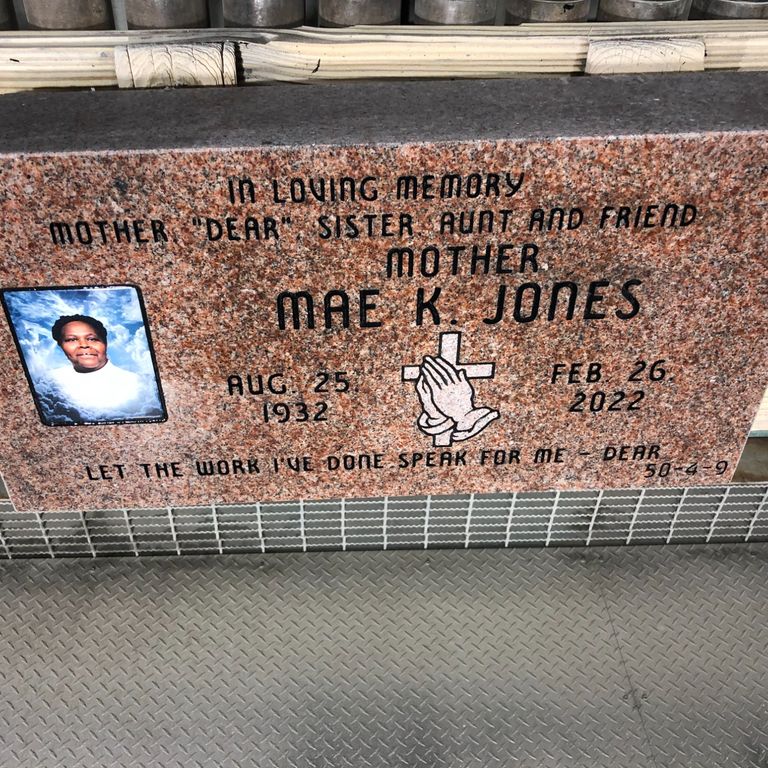 IN LOVING MEMORY
MOTHER, "DEAR" SISTER, AUNT AND FRIEND
MOTHER
MAE K. JONES
AUG. 25, 1932
FEB. 26, 2022
LET THE WORK I'VE DONE SPEAK FOR ME - DEAR
50-4-9